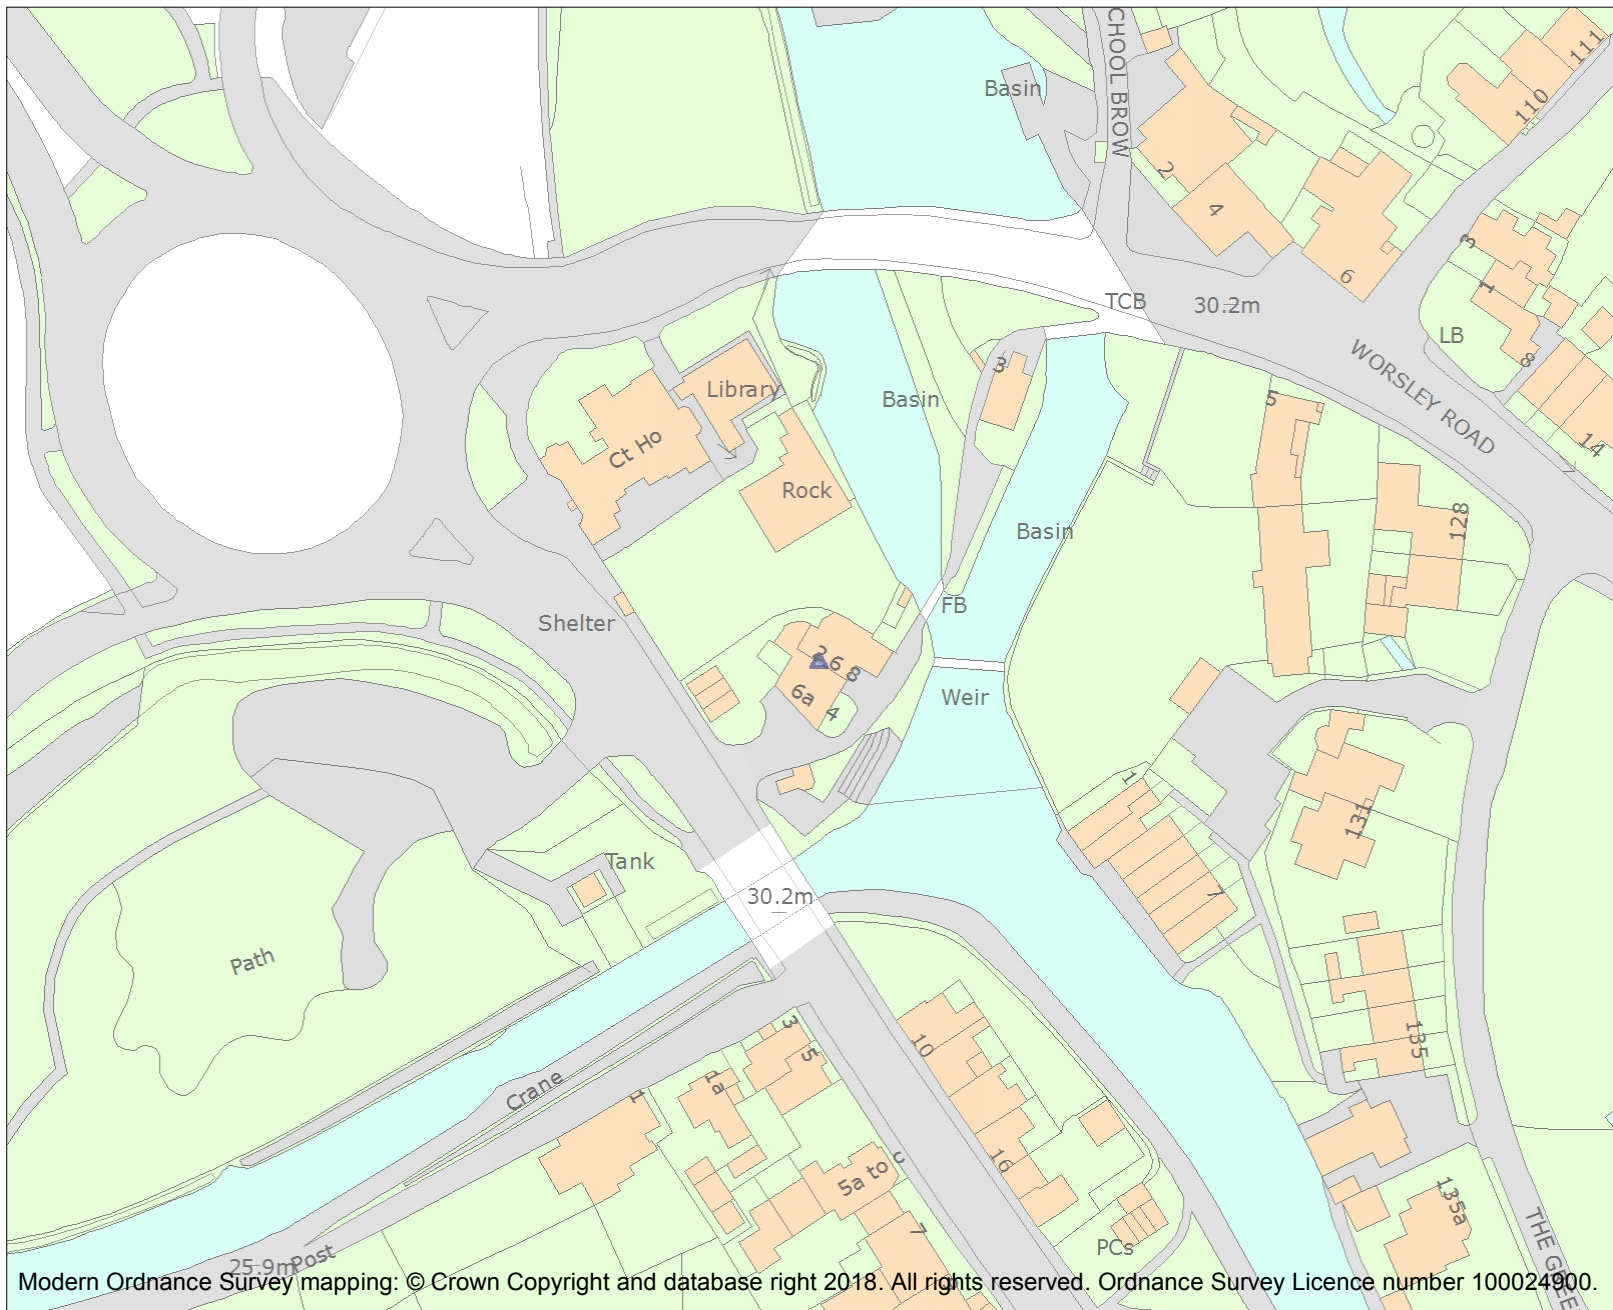 CHOOL BROW
Basin
111
110
2
4
6
3
1
8
14
TCB
30.2m
LB
WORSLEY ROAD
Library
Ct Ho
Rock
Basin
3
5
Basin
128
Shelter
FB
2 6 8
6a
4
Weir
1
7
131
Tank
30.2m
Path
Crane
3
5
1a
1
10
16
135
5a to c
7
135a
PCs
THE GREE
25.9m
Post
Modern Ordnance Survey mapping: © Crown Copyright and database right 2018. All rights reserved. Ordnance Survey Licence number 100024900.